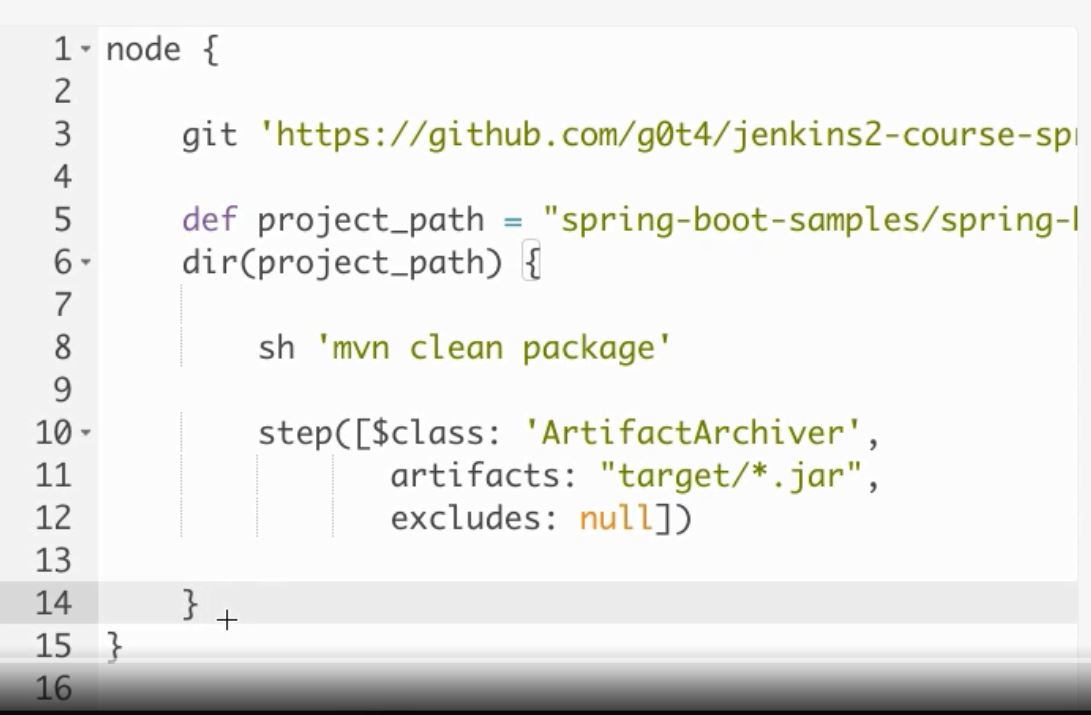 1 node {
2
3 git 'https://github.com/g0t4/jenkins2-course-spr
4
5 def project_path = "spring-boot-samples/spring-
6 dir(project_path) {
7
8 sh 'mvn clean package'
9
10 step([$class: 'ArtifactArchiver',
11 artifacts: "target/*.jar",
12 excludes: null])
13
14 }
15 }
16